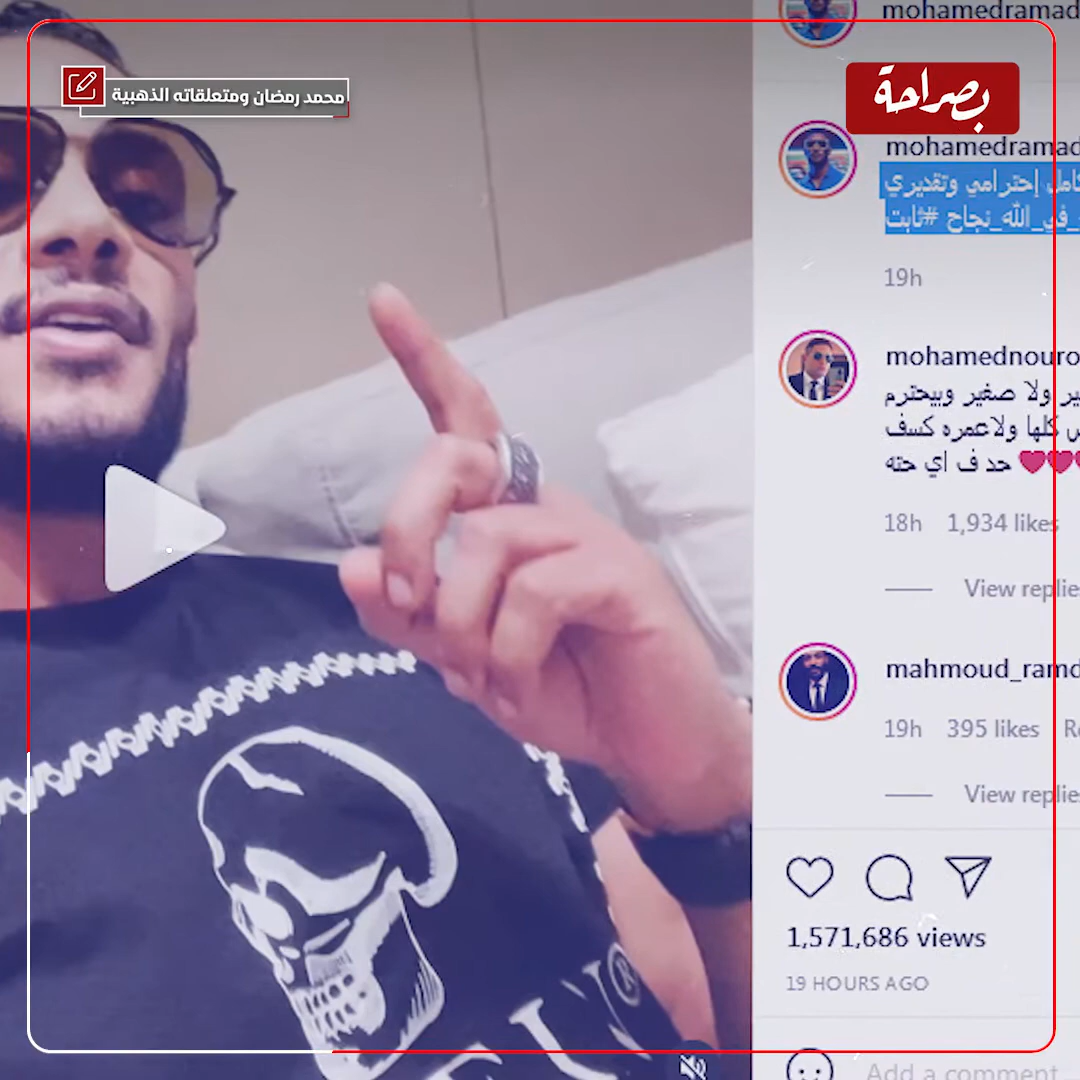 محمد رمضان ومتعلقاته الذهبية
بصراحة
mohamedramad
mohamedramad
إحترامي وتقديري
في_الله_نجاح #ثابت
19h
mohamednouro
ولا صغير وبيحترم
كلها ولاعمره كسف
حد ف اي حته ❤❤
18h 1,934 likes
View replie
mahmoud_ramd
19h 395 likes
View replie
1,571,686 views
19 HOURS AGO
Add a comment